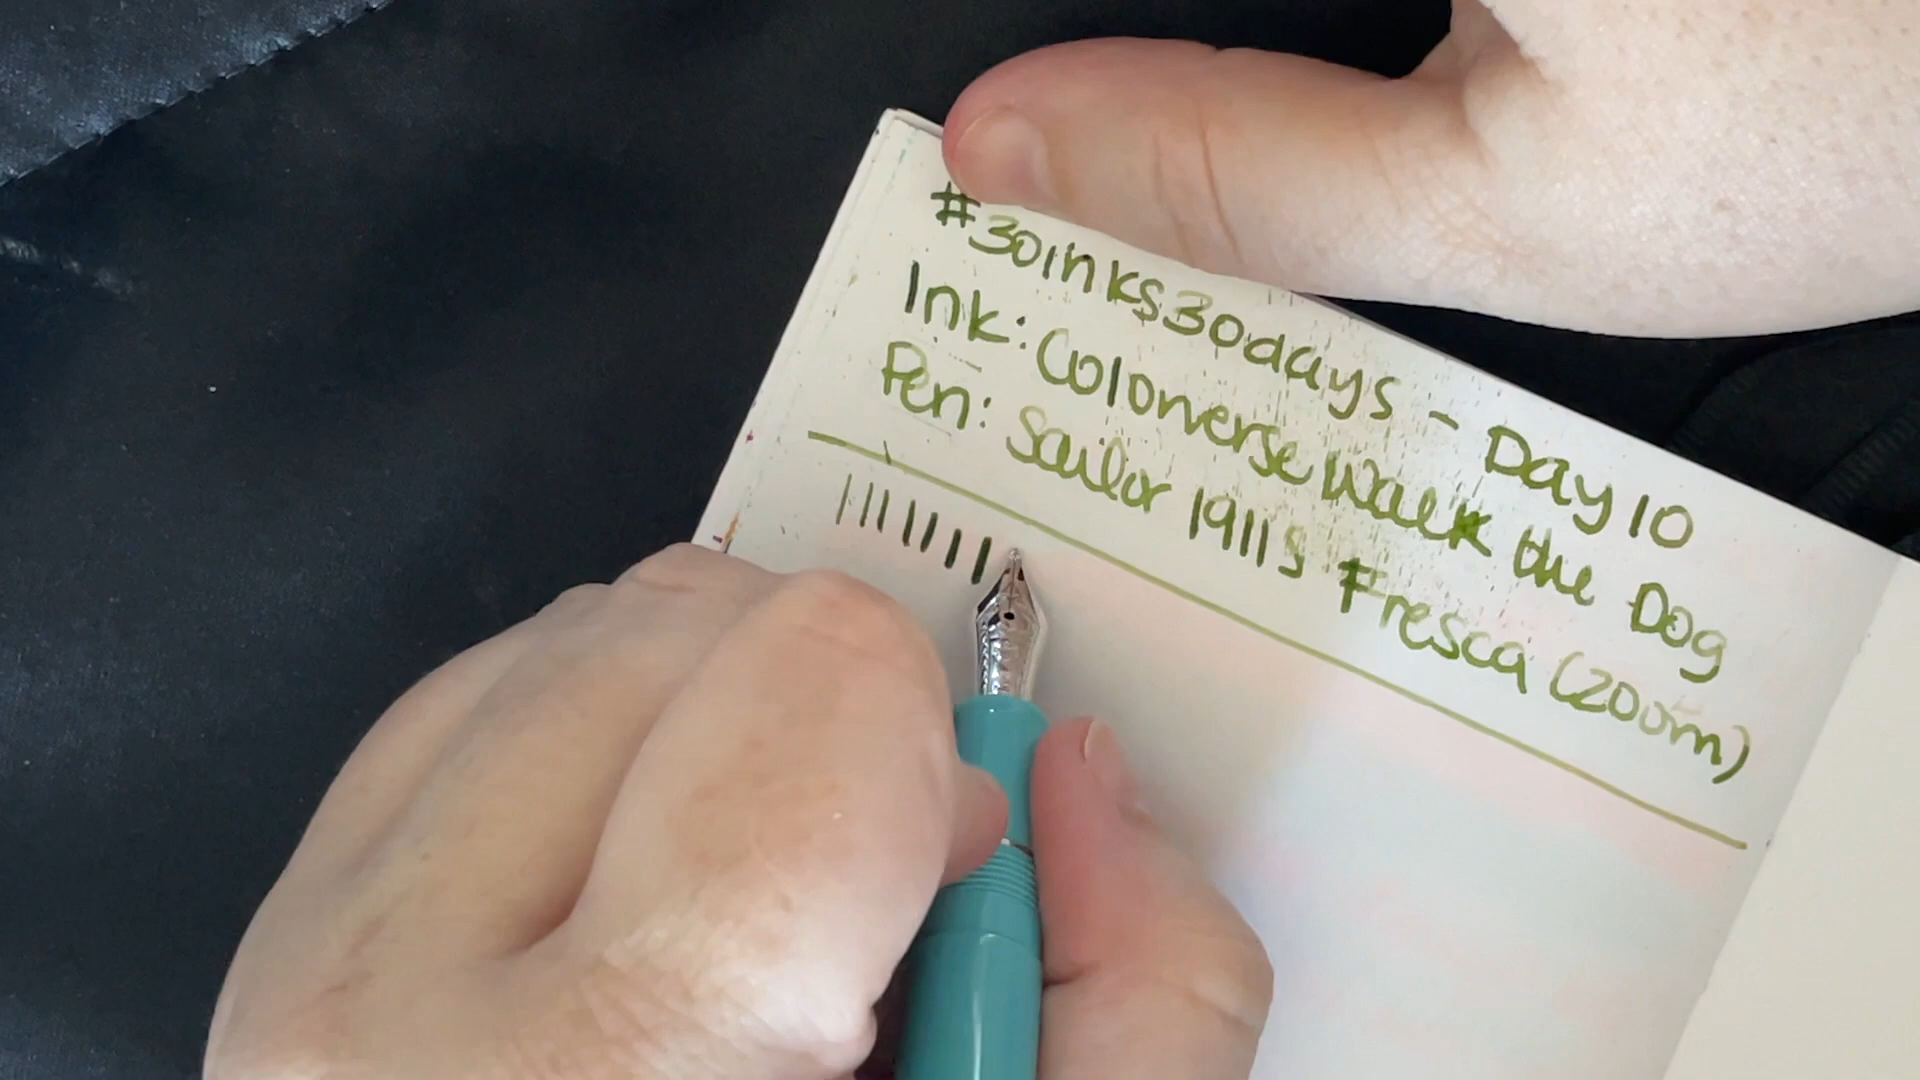 #30inks30days - Day 10
Ink: Colorverse Walk the Dog
Pen: Sailor 1911s Fresca (zoom)